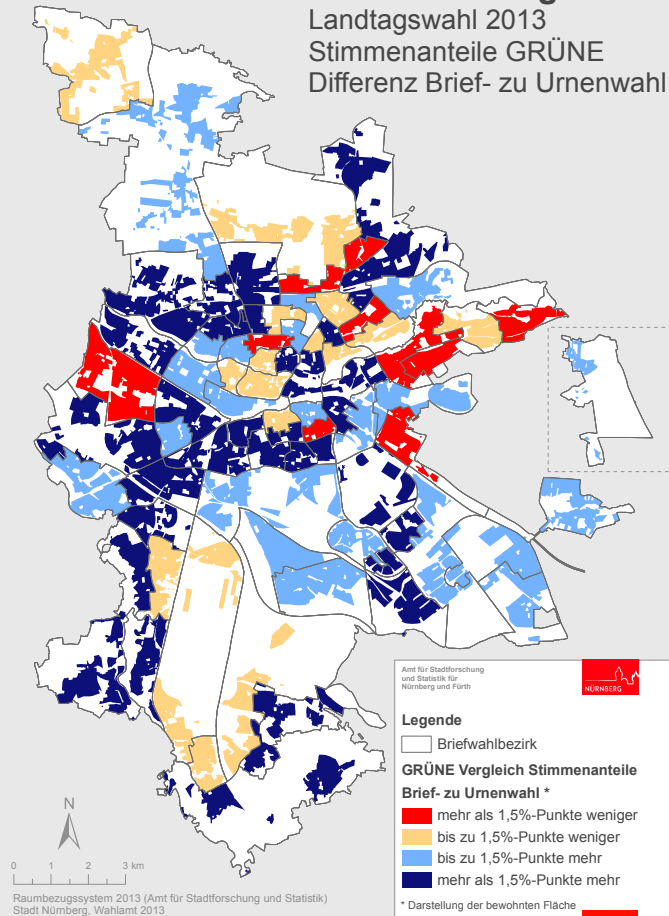 Landtagswahl 2013
Stimmenanteile GRÜNE
Differenz Brief- zu Urnenwahl
Amt für Stadtforschung
und Statistik für
Nürnberg und Fürth
NÜRNBERG
Legende
Briefwahlbezirk
GRÜNE Vergleich Stimmenanteile
Brief- zu Urnenwahl *
mehr als 1,5%-Punkte weniger
bis zu 1,5%-Punkte weniger
bis zu 1,5%-Punkte mehr
mehr als 1,5%-Punkte mehr
* Darstellung der bewohnten Fläche
N
0 1 2 3 km
Raumbezugssystem 2013 (Amt für Stadtforschung und Statistik)
Stadt Nürnberg, Wahlamt 2013